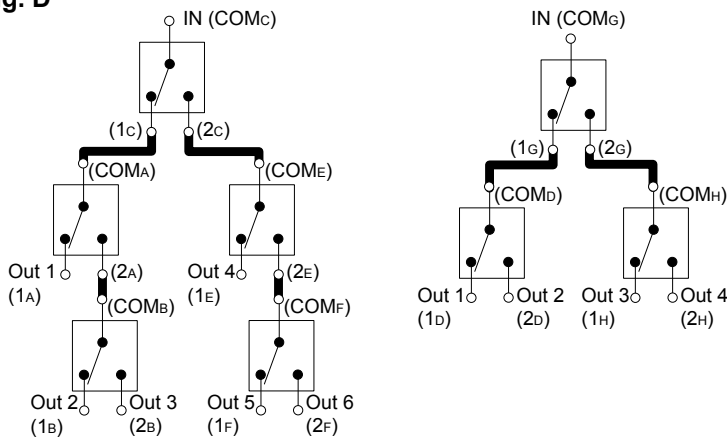 g. D
IN (COMC)
(1C) (2C)
(COMA) (COME)
Out 1 (2A) Out 4 (2E)
(1A) (1E)
(COMB) (COMF)
Out 2 Out 3 Out 5 Out 6
(1B) (2B) (1F) (2F)
IN (COMG)
(1G) (2G)
(COMD) (COMH)
Out 1 Out 2 Out 3 Out 4
(1D) (2D) (1H) (2H)